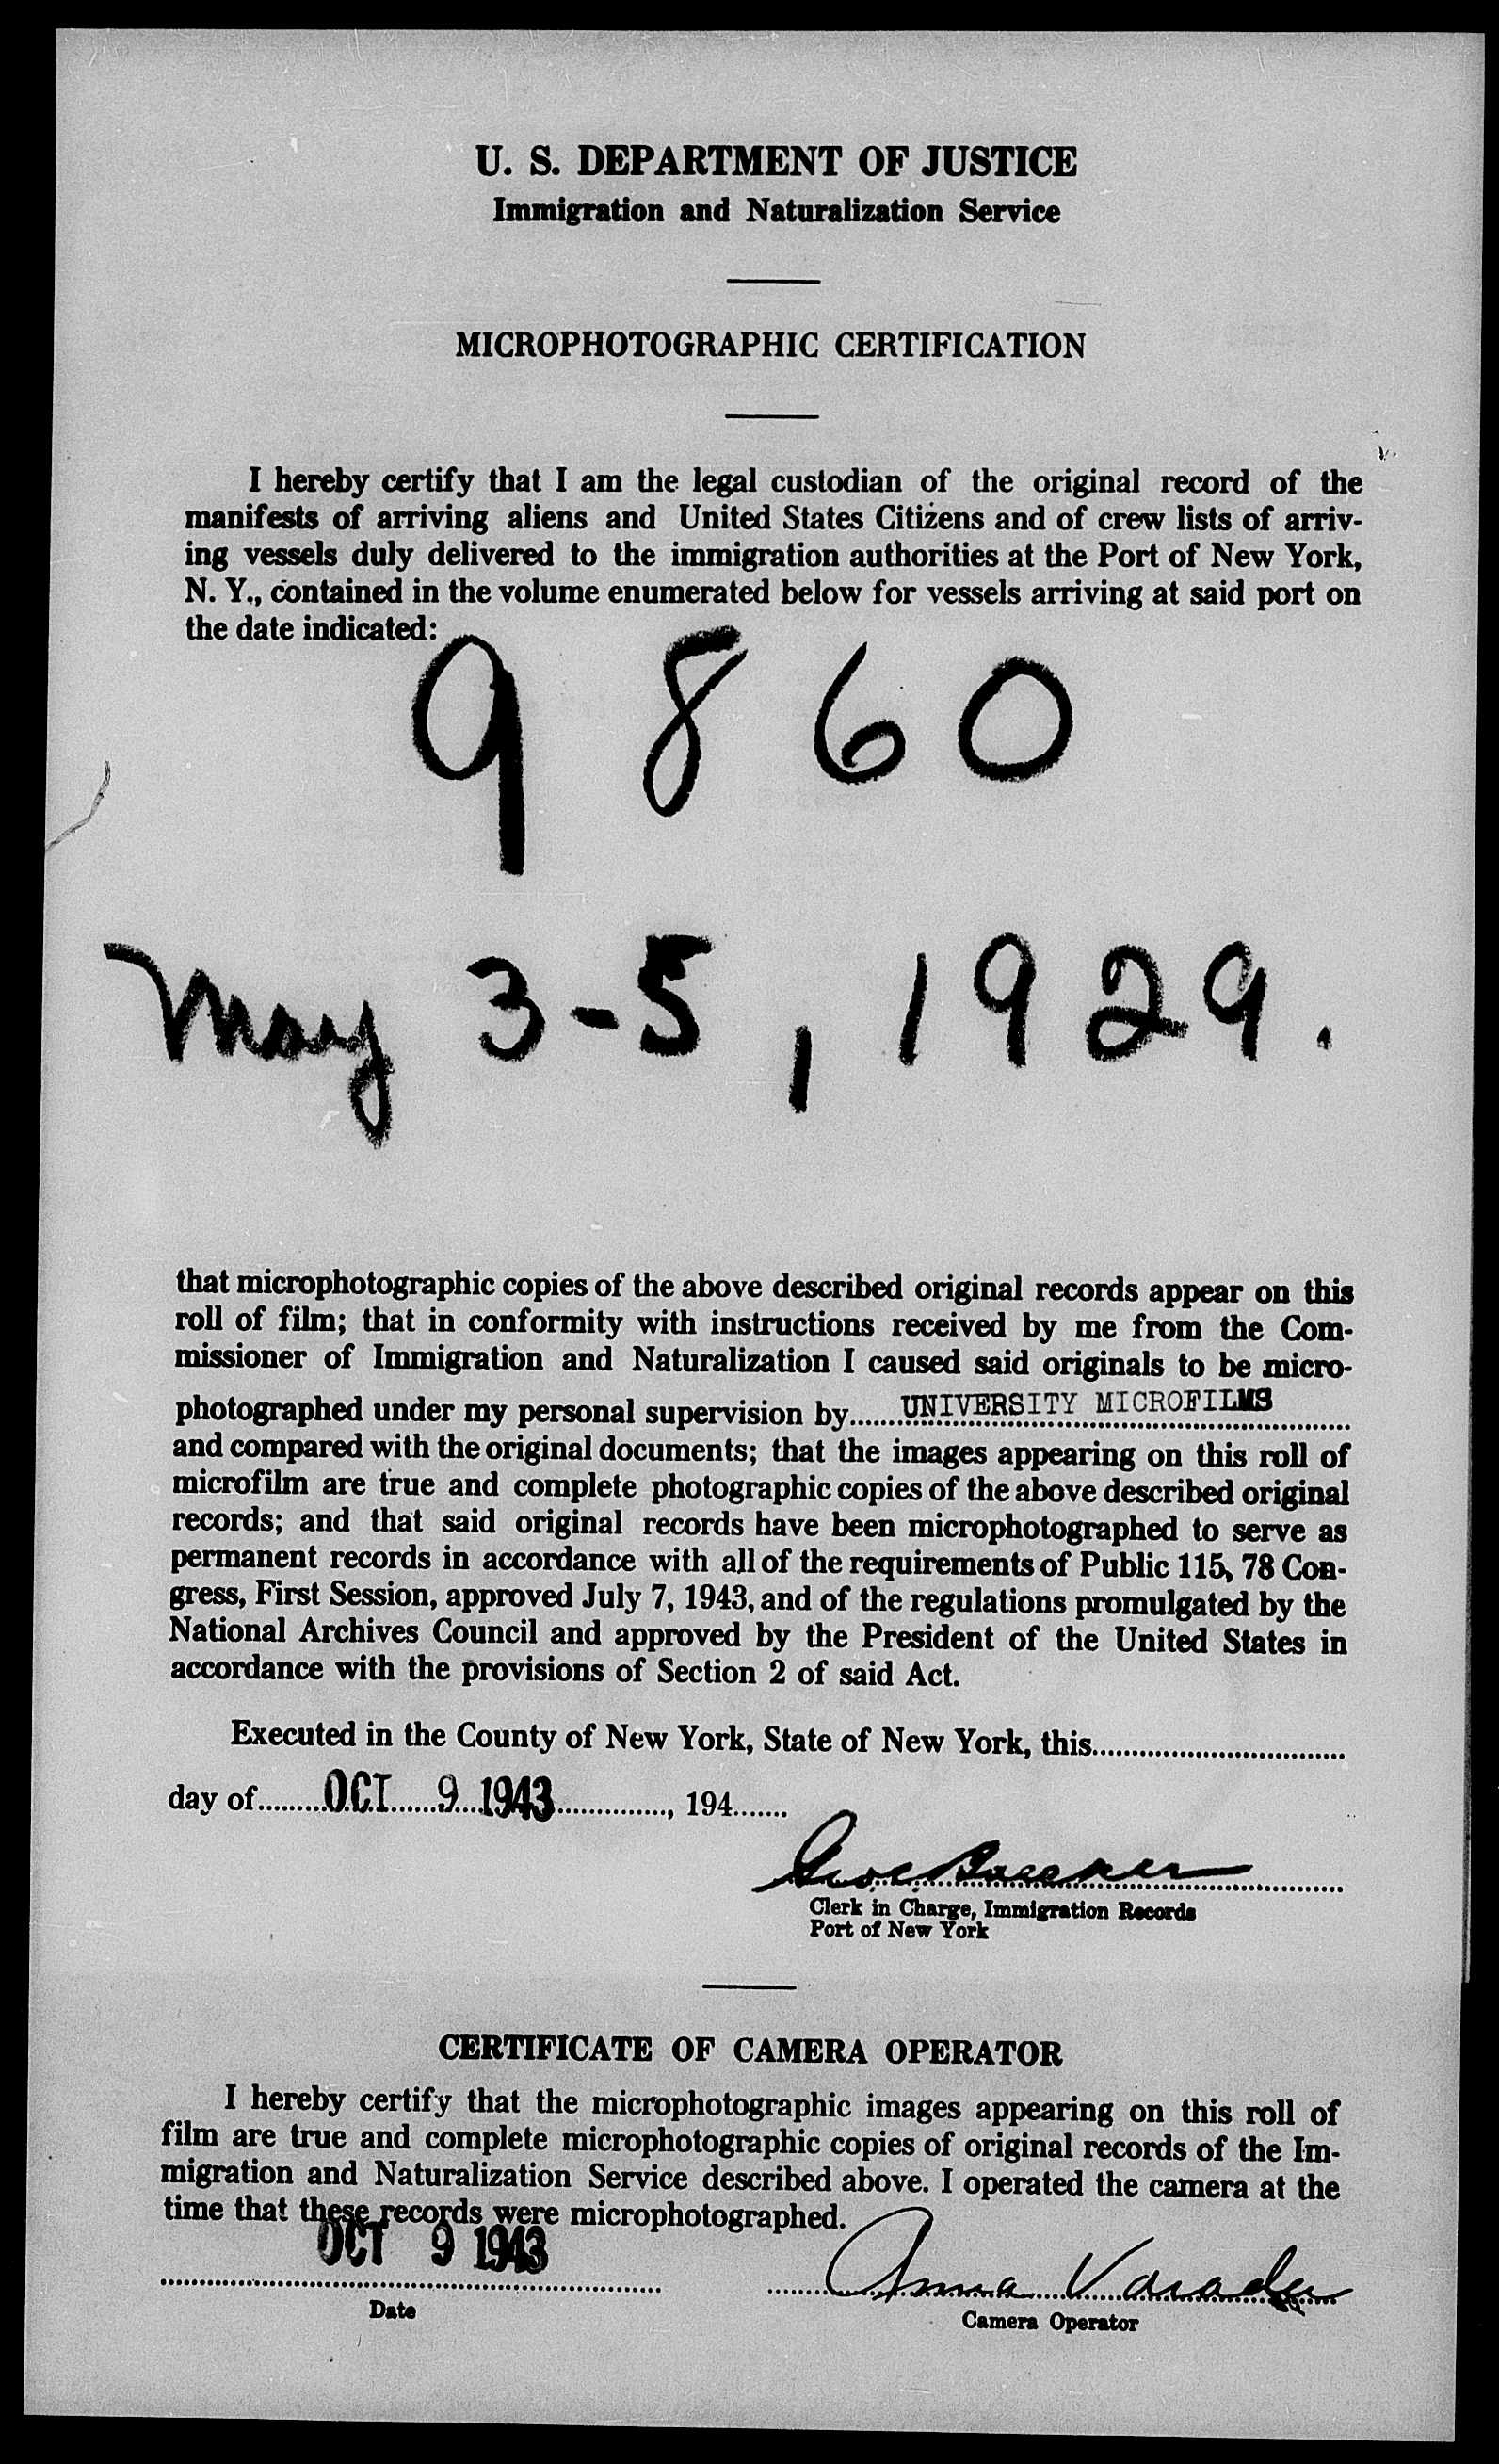 U. S. DEPARTMENT OF JUSTICE
Immigration and Naturalization Service
MICROPHOTOGRAPHIC CERTIFICATION
I hereby certify that I am the legal custodian of the original record of the
manifests of arriving aliens and United States Citizens and of crew lists of arriv-
ing vessels duly delivered to the immigration authorities at the Port of New York,
N. Y., contained in the volume enumerated below for vessels arriving at said port on
the date indicated:
9860
May 3-5, 1929.
that microphotographic copies of the above described original records appear on this
roll of film; that in conformity with instructions received by me from the Com-
missioner of Immigration and Naturalization I caused said originals to be micro-
photographed under my personal supervision by......UNIVERSITY MICROFILMS
and compared with the original documents; that the images appearing on this roll of
microfilm are true and complete photographic copies of the above described original
records; and that said original records have been microphotographed to serve as
permanent records in accordance with all of the requirements of Public 115, 78 Con-
gress, First Session, approved July 7, 1943, and of the regulations promulgated by the
National Archives Council and approved by the President of the United States in
accordance with the provisions of Section 2 of said Act.
Executed in the County of New York, State of New York, this................................
day of.........OCT 9 1943..............., 194.......
Clerk in Charge, Immigration Records
Port of New York
CERTIFICATE OF CAMERA OPERATOR
I hereby certify that the microphotographic images appearing on this roll of
film are true and complete microphotographic copies of original records of the Im-
migration and Naturalization Service described above. I operated the camera at the
time that these records were microphotographed.
OCT 9 1943
Anna
Date
Camera Operator